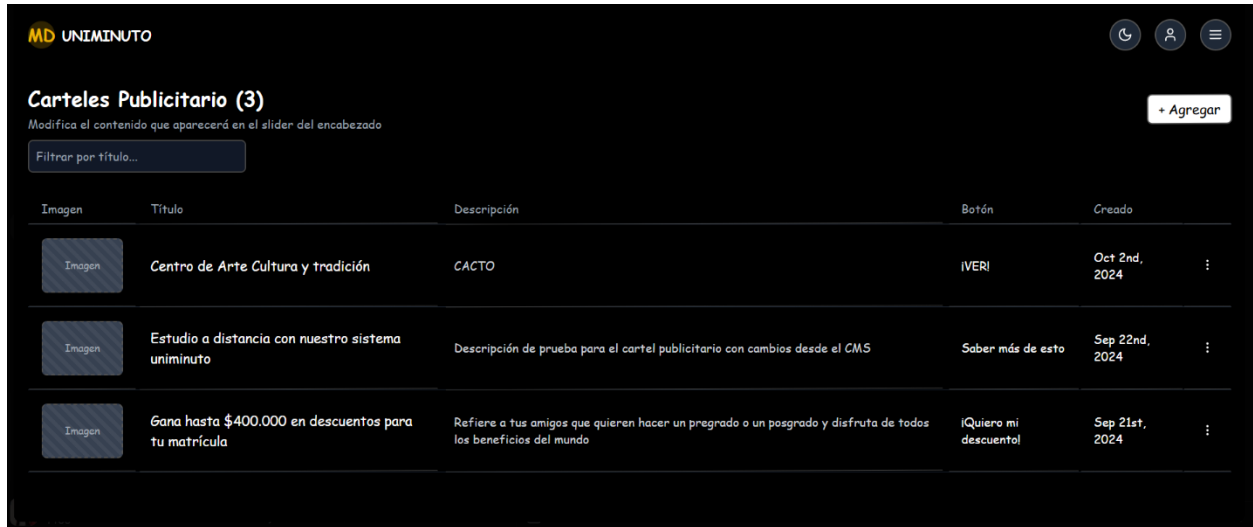 MD UNIMINUTO
Carteles Publicitario (3)
Modifica el contenido que aparecerá en el slider del encabezado
+ Agregar
Filtrar por título...
Imagen Título Descripción Botón Creado
Imagen
Centro de Arte Cultura y tradición
CACTO
¡VER!
Oct 2nd,
2024
Imagen
Estudio a distancia con nuestro sistema
uniminuto
Descripción de prueba para el cartel publicitario con cambios desde el CMS
Saber más de esto
Sep 22nd,
2024
Imagen
Gana hasta $400.000 en descuentos para
tu matrícula
Refiere a tus amigos que quieren hacer un pregrado o un posgrado y disfruta de todos
los beneficios del mundo
¡Quiero mi
descuento!
Sep 21st,
2024